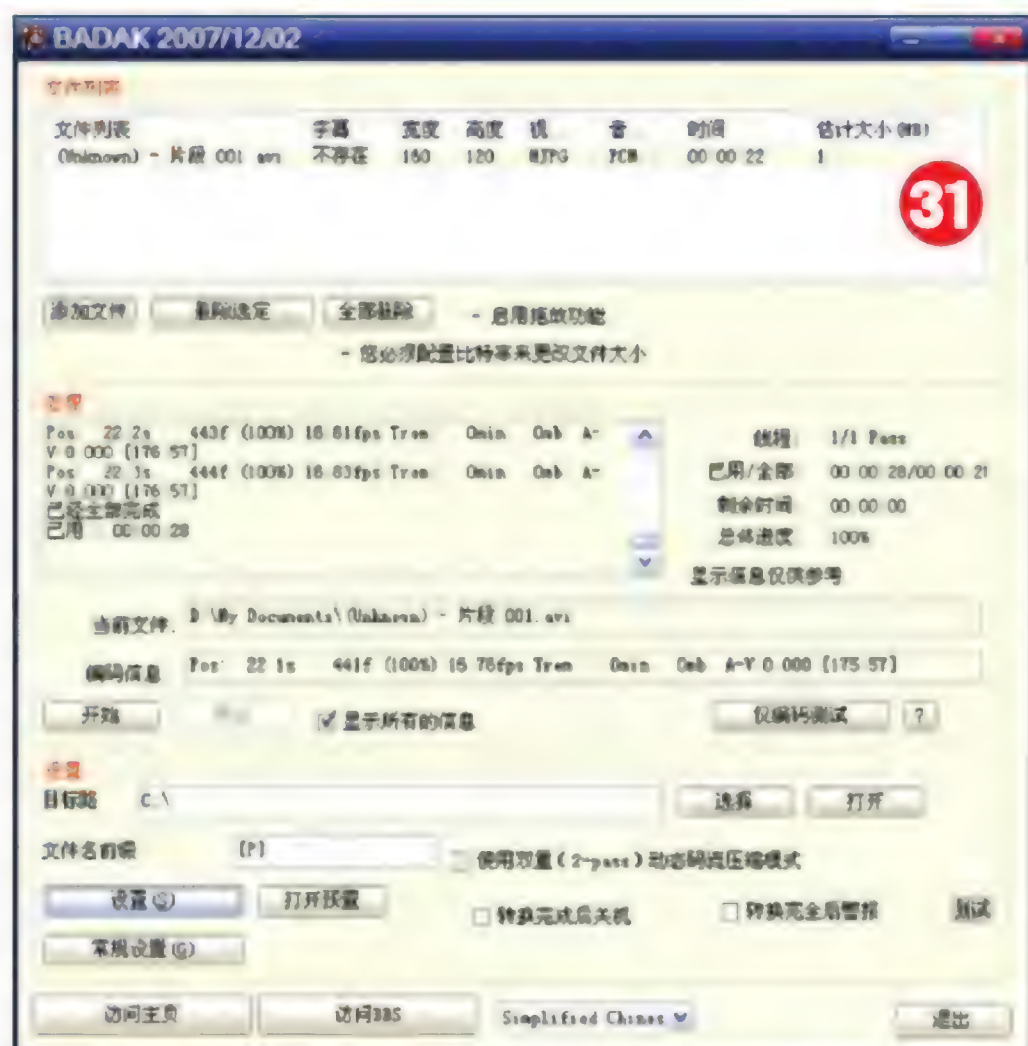 BADAK 2007/12/02
文件列表
文件列表 字幕 宽度 高度 视 音 时间 估计大小(MB)
(Unknown) - 片段 001 avi 不存在 160 120 MJPG PCM 00 00 22 1
31
添加文件 删除选定 全部删除 - 启用拖放功能
- 您必须配置比特率来更改文件大小
Pos 22 2s 443f (100%) 16 81fps Trem 0min 0mb A-
V 0 000 [176 57]
Pos 22 3s 444f (100%) 16 83fps Trem 0min 0mb A-
V 0 000 [176 57]
已经全部完成
已用 00 00 28
线程: 1/1 Pass
已用/全部 00 00 28/00 00 21
剩余时间 00 00 00
总体进度 100%
显示信息仅供参考
当前文件. D \My Documents\(Unknown) - 片段 001.avi
编码信息 Pos: 22 1s 441f (100%) 16 76fps Trem 0min 0mb A-V 0 000 [175 57]
开始 显示所有的信息 仅编码测试 ?
设置
目标路 C:\ 选择 打开
文件名前缀 [P] 使用双重(2-pass)动态码流压缩模式
设置(S) 打开预置 转换完成后关机 转换完全后警报 测试
常规设置(G)
访问主页 访问BBS Simplified Chines 退出